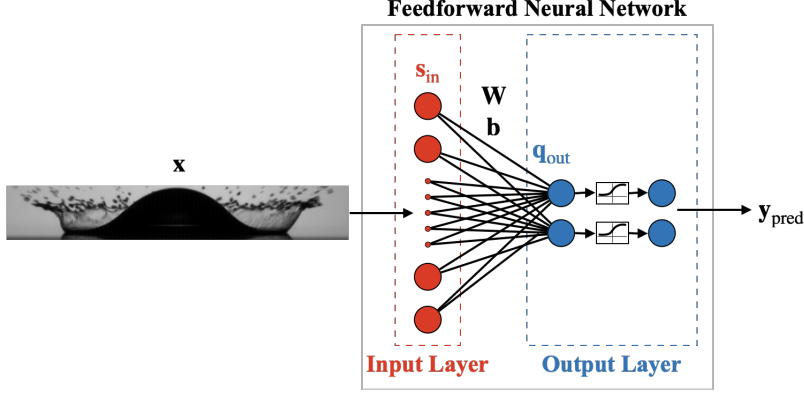 Feedforward Neural Network
s_in
W
b
x
q_out
y_pred
Input Layer
Output Layer